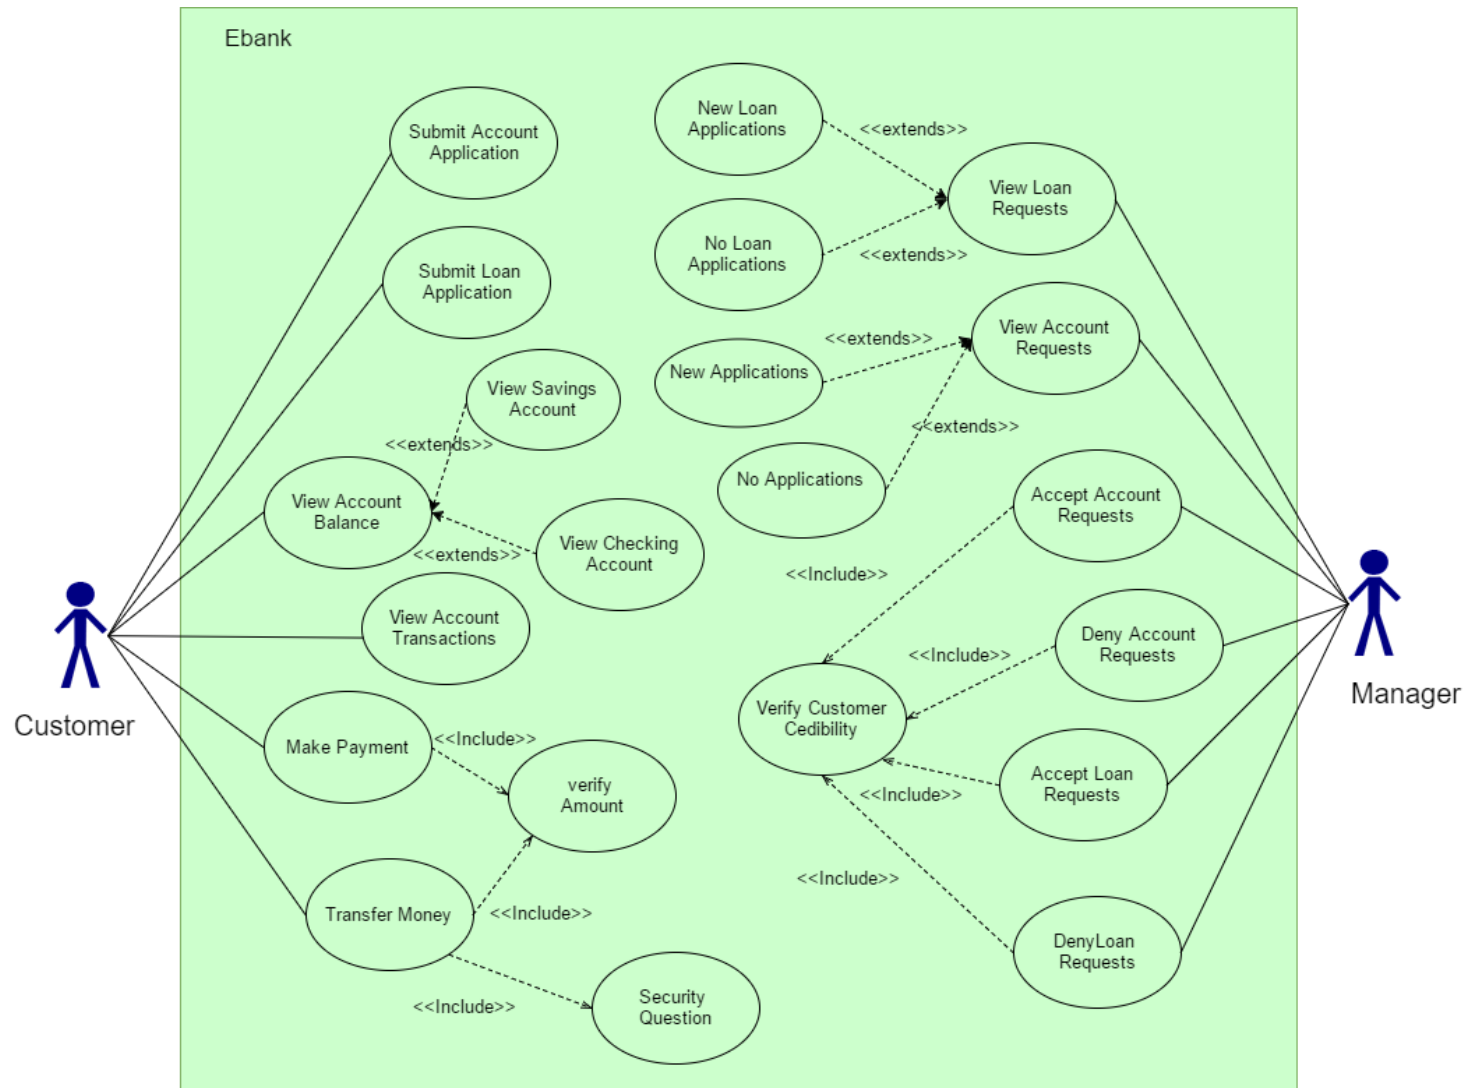 Ebank
Submit Account
Application
New Loan
Applications
<<extends>>
View Loan
Requests
No Loan
Applications
<<extends>>
Submit Loan
Application
View Account
Requests
<<extends>>
New Applications
View Savings
Account
<<extends>>
<<extends>>
No Applications
View Account
Balance
Accept Account
Requests
View Checking
Account
<<extends>>
<<Include>>
View Account
Transactions
Deny Account
Requests
<<Include>>
Customer
Manager
Verify Customer
Cedibility
Make Payment
<<Include>>
verify
Amount
Accept Loan
Requests
<<Include>>
<<Include>>
Transfer Money
<<Include>>
DenyLoan
Requests
Security
Question
<<Include>>